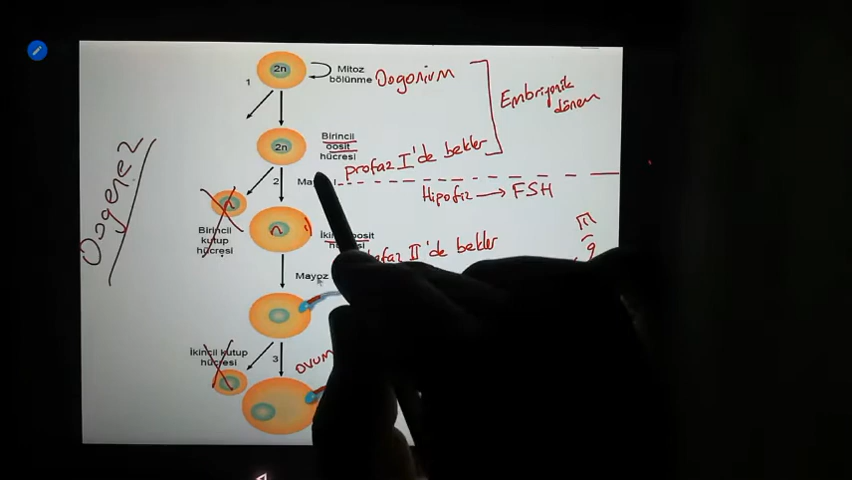 2n
Mitoz
bölünme
Oogonium
1
Embriyonik
dönem
2n
Birincil
oosit
hücresi
profaz I'de bekler
2
Hipofiz → FSH
n
n
Birincil
kutup
hücresi
oosit
II'de bekler
Oogenez
Mayoz
İkincil kutup
hücresi
3
ovum